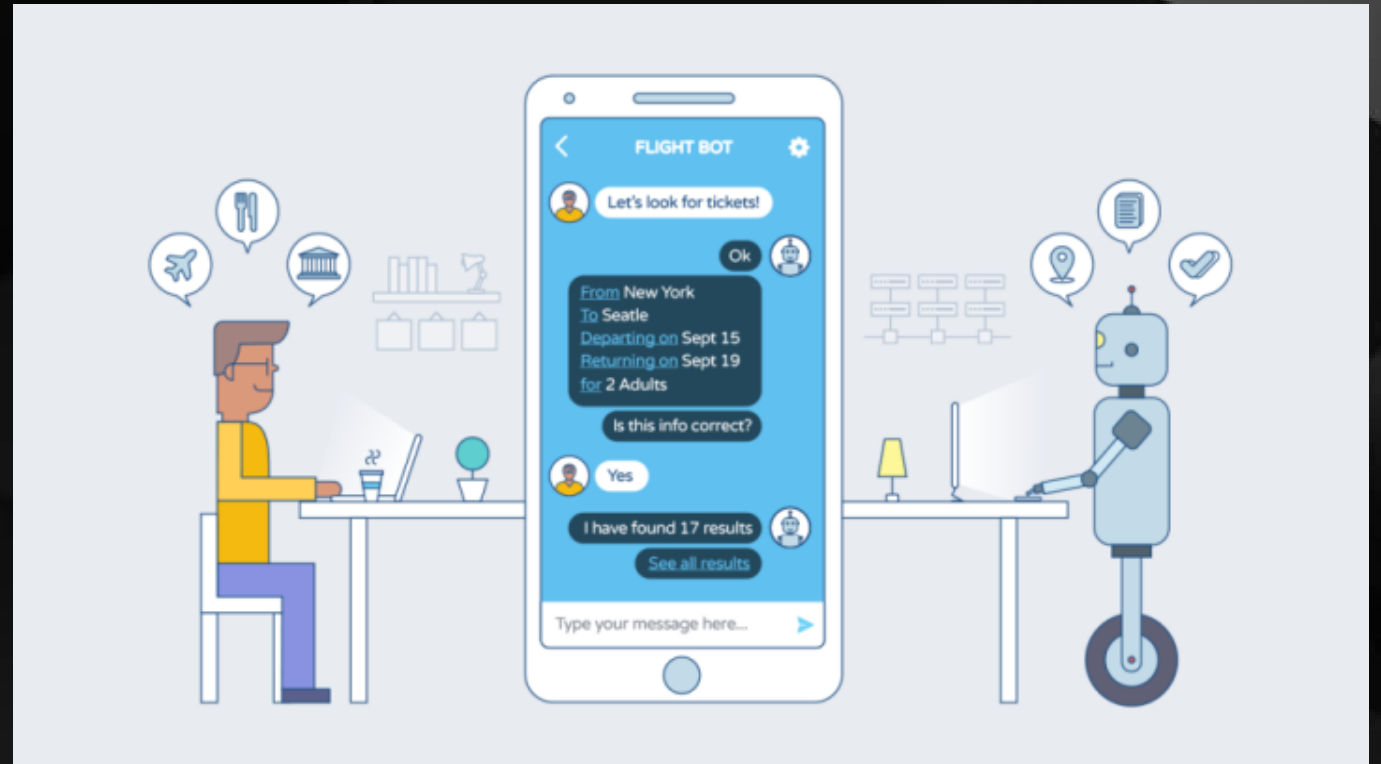 FLIGHT BOT
Let's look for tickets!
Ok
From New York
To Seatle
Departing on Sept 15
Returning on Sept 19
for 2 Adults
Is this info correct?
Yes
I have found 17 results
See all results
Type your message here...